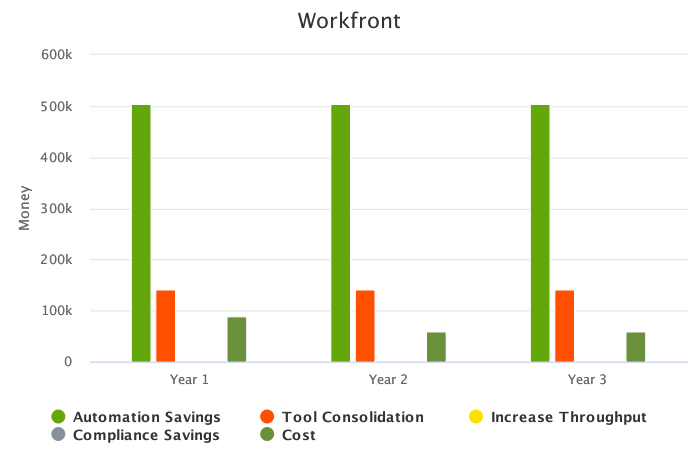 Workfront
600k
500k
400k
300k
200k
100k
0
Money
Year 1 Year 2 Year 3
Automation Savings Tool Consolidation Increase Throughput
Compliance Savings Cost